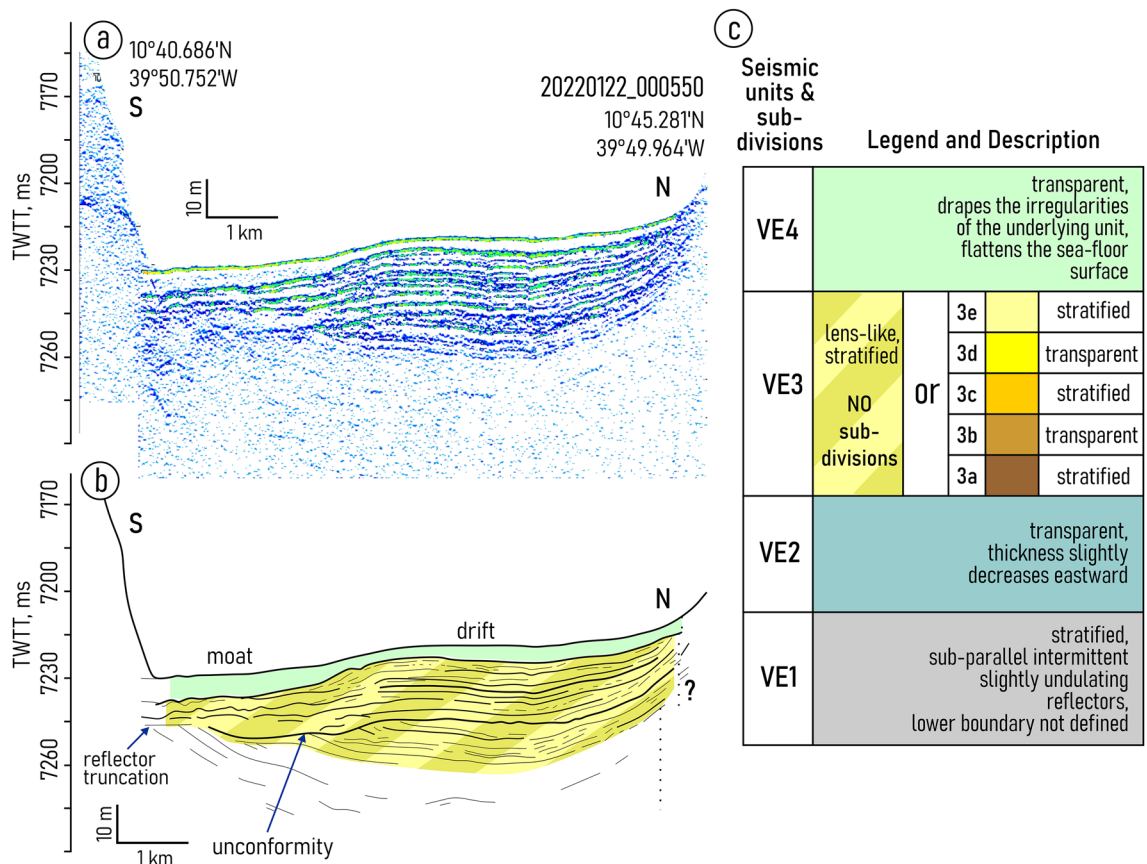 a
10°40.686'N
39°50.752'W
S
20220122_000550
10°45.281'N
39°49.964'W
N
TWTT, ms
7170
7200
7230
7260
10 m
1 km
b
S
N
TWTT, ms
7170
7200
7230
7260
moat
drift
?
reflector
truncation
unconformity
10 m
1 km
c
Seismic
units &
sub-
divisions
Legend and Description
VE4
transparent,
drapes the irregularities
of the underlying unit,
flattens the sea-floor
surface
VE3
lens-like,
stratified
NO
sub-
divisions
or
3e stratified
3d transparent
3c stratified
3b transparent
3a stratified
VE2
transparent,
thickness slightly
decreases eastward
VE1
stratified,
sub-parallel intermittent
slightly undulating
reflectors,
lower boundary not defined